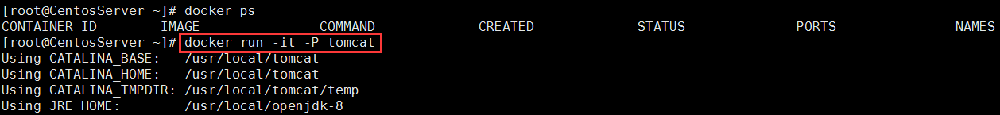 [root@CentosServer ~]# docker ps
CONTAINER ID IMAGE COMMAND CREATED STATUS PORTS NAMES
[root@CentosServer ~]# docker run -it -P tomcat
Using CATALINA_BASE: /usr/local/tomcat
Using CATALINA_HOME: /usr/local/tomcat
Using CATALINA_TMPDIR: /usr/local/tomcat/temp
Using JRE_HOME: /usr/local/openjdk-8